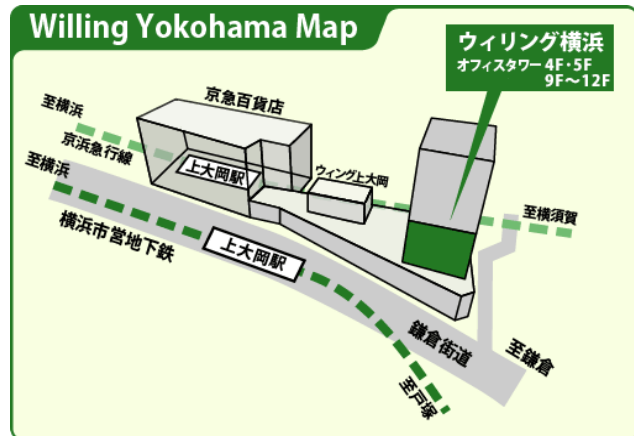 Willing Yokohama Map
ウィリング横浜
オフィスタワー 4F・5F
9F～12F
京急百貨店
至横浜
京浜急行線
上大岡駅
ウィング上大岡
至横浜
至横須賀
横浜市営地下鉄
上大岡駅
鎌倉街道
至鎌倉
至戸塚